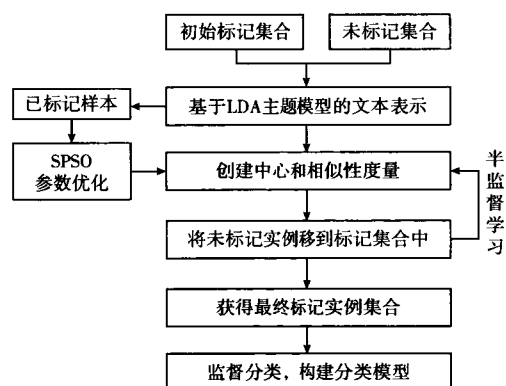 初始标记集合
未标记集合
已标记样本
基于LDA主题模型的文本表示
SPSO
参数优化
创建中心和相似性度量
半监督学习
将未标记实例移到标记集合中
获得最终标记实例集合
监督分类,构建分类模型